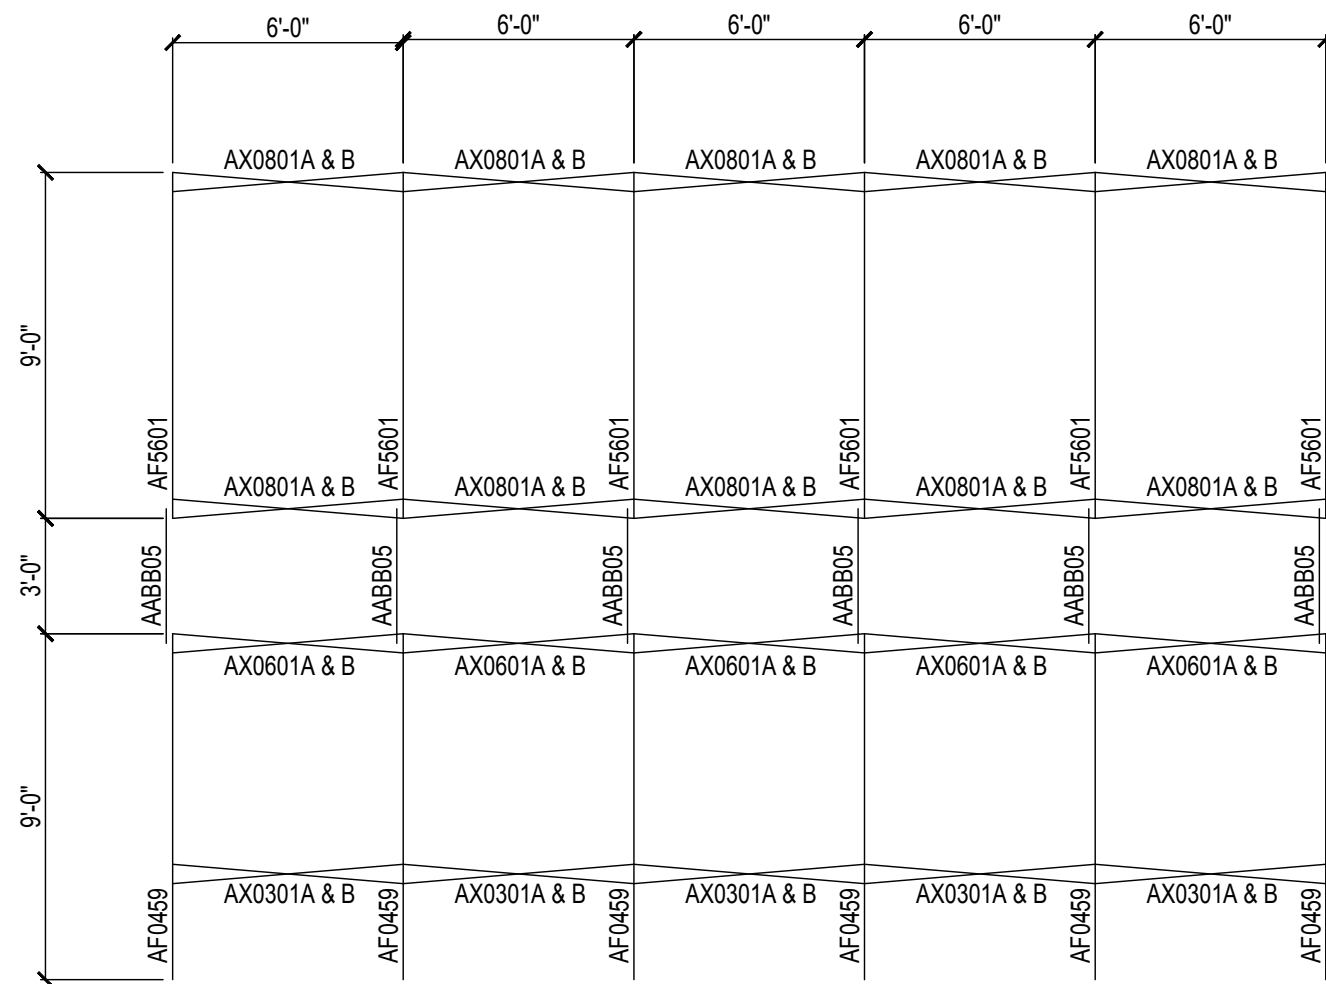 6'-0" 6'-0" 6'-0" 6'-0" 6'-0"
AX0801A & B AX0801A & B AX0801A & B AX0801A & B AX0801A & B
9'-0"
AF5601 AF5601 AF5601 AF5601 AF5601 AF5601
AX0801A & B AX0801A & B AX0801A & B AX0801A & B AX0801A & B
3'-0"
AABB05 AABB05 AABB05 AABB05 AABB05 AABB05
AX0601A & B AX0601A & B AX0601A & B AX0601A & B AX0601A & B
9'-0"
AX0301A & B AX0301A & B AX0301A & B AX0301A & B AX0301A & B
AF0459 AF0459 AF0459 AF0459 AF0459 AF0459